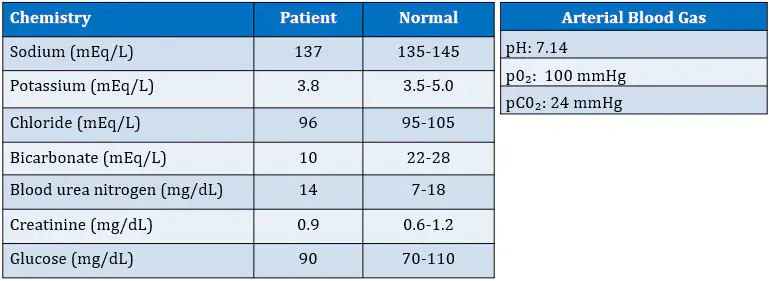 Chemistry Patient Normal
Sodium (mEq/L) 137 135-145
Potassium (mEq/L) 3.8 3.5-5.0
Chloride (mEq/L) 96 95-105
Bicarbonate (mEq/L) 10 22-28
Blood urea nitrogen (mg/dL) 14 7-18
Creatinine (mg/dL) 0.9 0.6-1.2
Glucose (mg/dL) 90 70-110
Arterial Blood Gas
pH: 7.14
p0₂: 100 mmHg
pC0₂: 24 mmHg